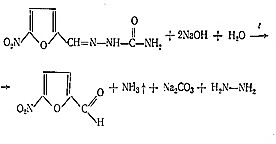 O
O₂N O CH=N—NH—C—NH₂ +2NaOH + H₂O t
→ O
O₂N O C + NH₃↑ + Na₂CO₃ + H₂N—NH₂
H